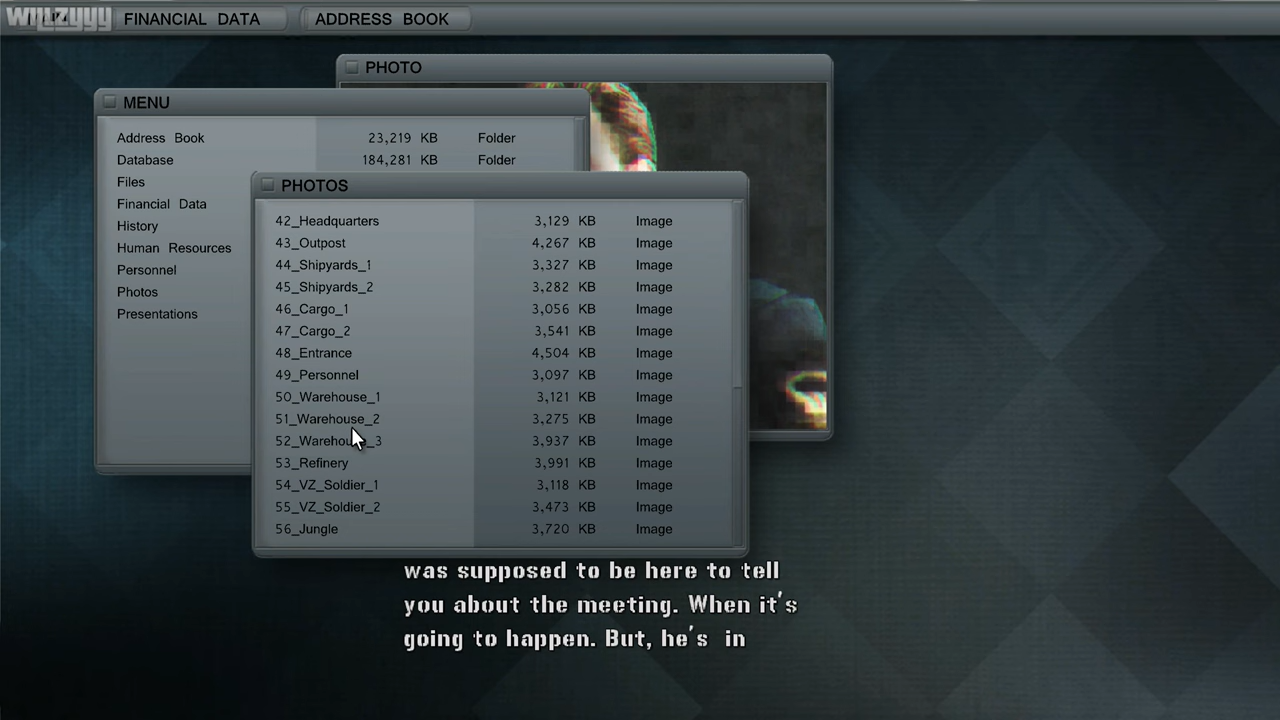 WILLZYYY
FINANCIAL DATA
ADDRESS BOOK
PHOTO
MENU
Address Book 23,219 KB Folder
Database 184,281 KB Folder
Files
Financial Data
History
Human Resources
Personnel
Photos
Presentations
PHOTOS
42_Headquarters 3,129 KB Image
43_Outpost 4,267 KB Image
44_Shipyards_1 3,327 KB Image
45_Shipyards_2 3,282 KB Image
46_Cargo_1 3,056 KB Image
47_Cargo_2 3,541 KB Image
48_Entrance 4,504 KB Image
49_Personnel 3,097 KB Image
50_Warehouse_1 3,121 KB Image
51_Warehouse_2 3,275 KB Image
52_Warehouse_3 3,937 KB Image
53_Refinery 3,991 KB Image
54_VZ_Soldier_1 3,118 KB Image
55_VZ_Soldier_2 3,473 KB Image
56_Jungle 3,720 KB Image
was supposed to be here to tell
you about the meeting. When it's
going to happen. But, he's in